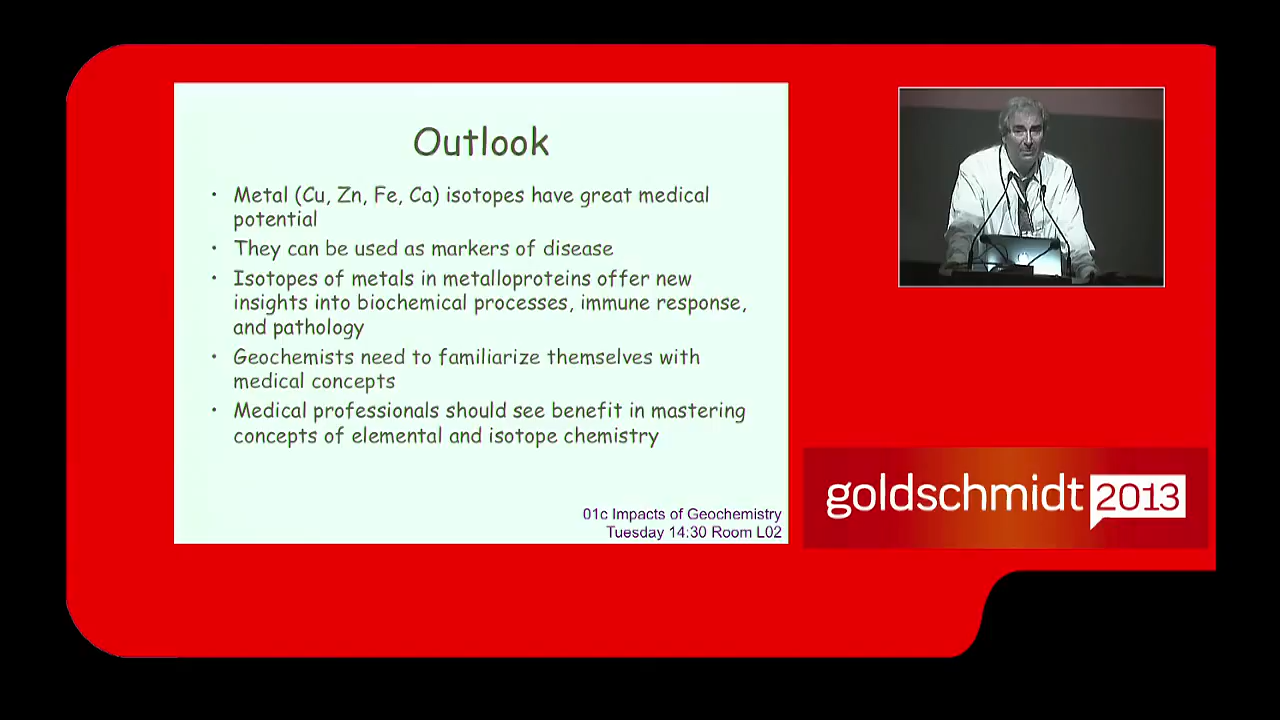 Outlook
• Metal (Cu, Zn, Fe, Ca) isotopes have great medical
potential
• They can be used as markers of disease
• Isotopes of metals in metalloproteins offer new
insights into biochemical processes, immune response,
and pathology
• Geochemists need to familiarize themselves with
medical concepts
• Medical professionals should see benefit in mastering
concepts of elemental and isotope chemistry
01c Impacts of Geochemistry
Tuesday 14:30 Room L02
goldschmidt 2013